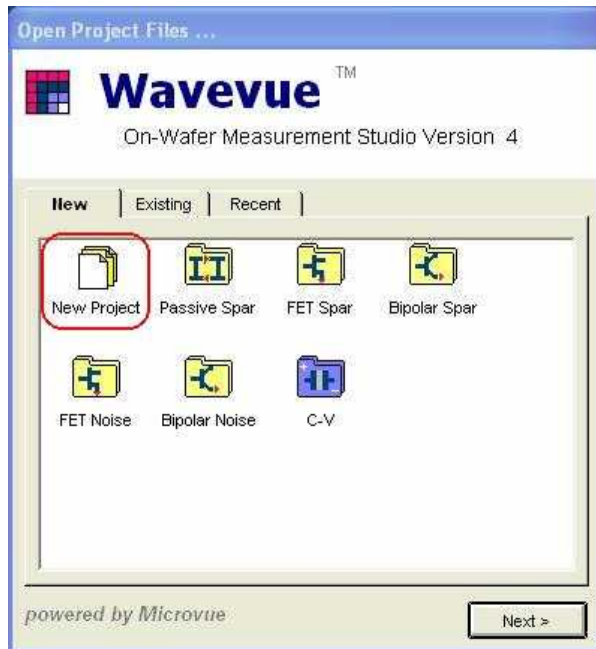 Open Project Files ...
Wavevue TM
On-Wafer Measurement Studio Version 4
New Existing Recent
New Project Passive Spar FET Spar Bipolar Spar
FET Noise Bipolar Noise C-V
powered by Microvue
Next >